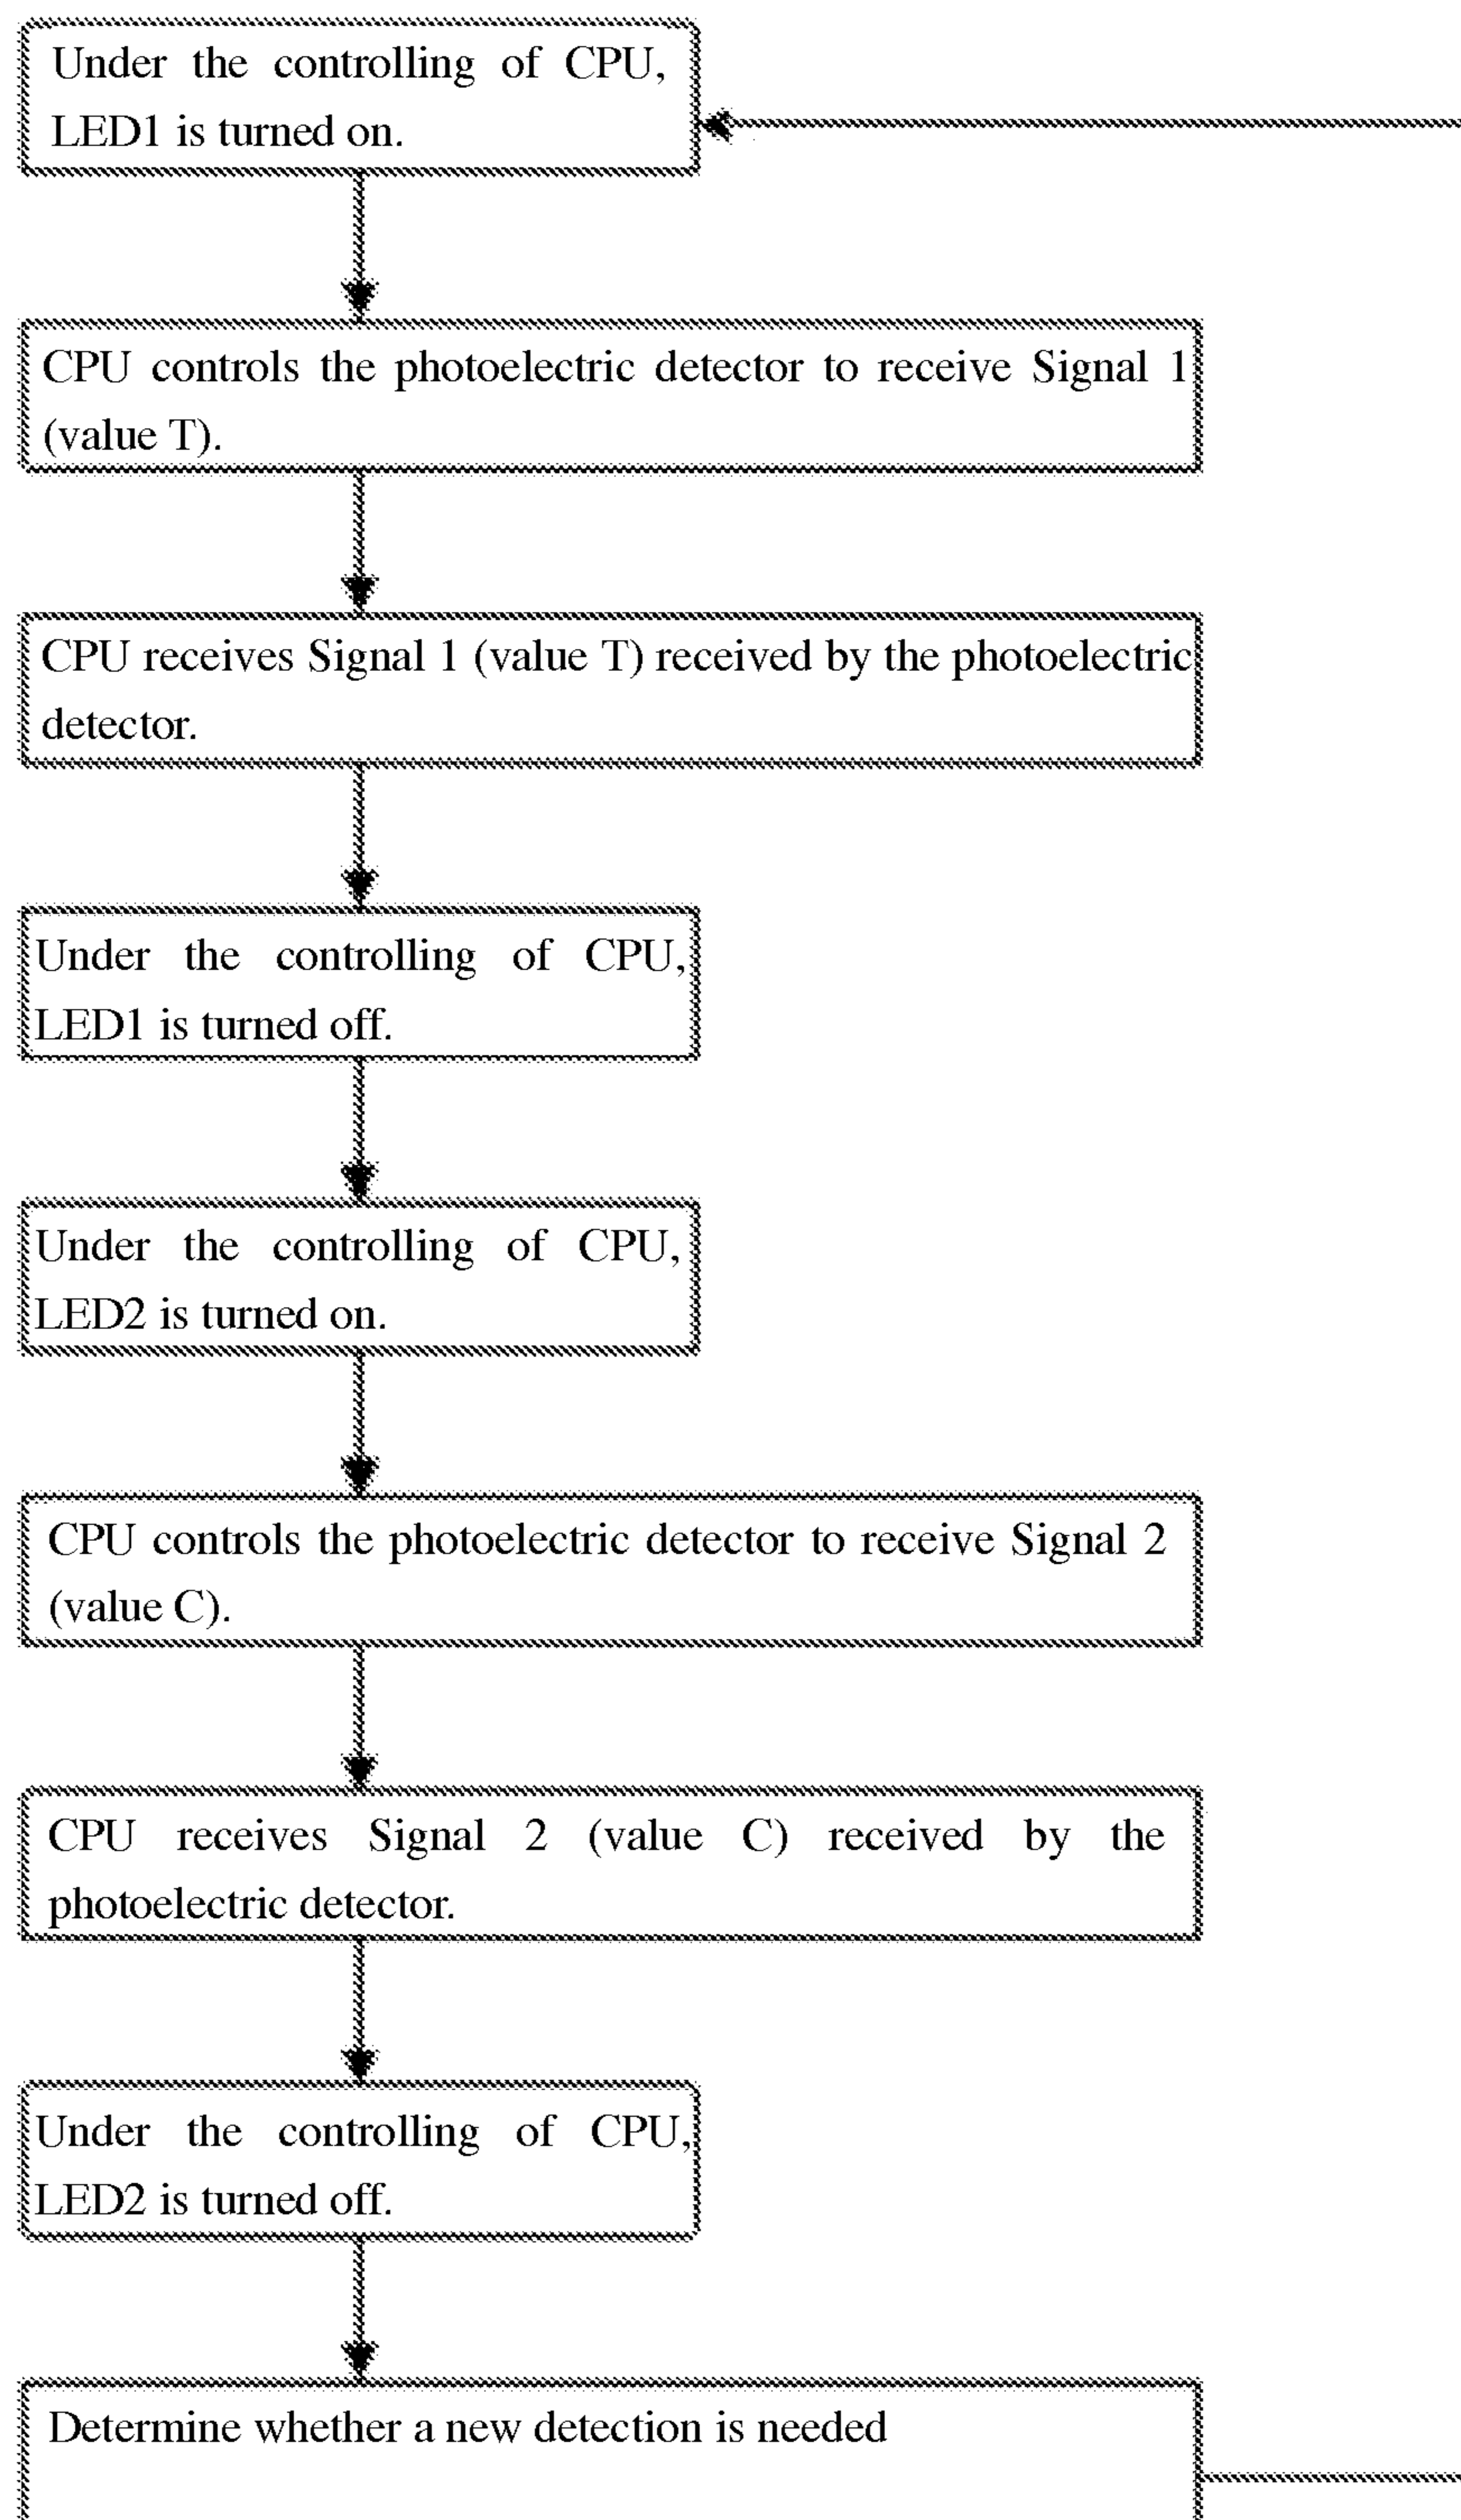 Under the controlling of CPU,
LED1 is turned on.
CPU controls the photoelectric detector to receive Signal 1
(value T).
CPU receives Signal 1 (value T) received by the photoelectric
detector.
Under the controlling of CPU,
LED1 is turned off.
Under the controlling of CPU,
LED2 is turned on.
CPU controls the photoelectric detector to receive Signal 2
(value C).
CPU receives Signal 2 (value C) received by the
photoelectric detector.
Under the controlling of CPU,
LED2 is turned off.
Determine whether a new detection is needed